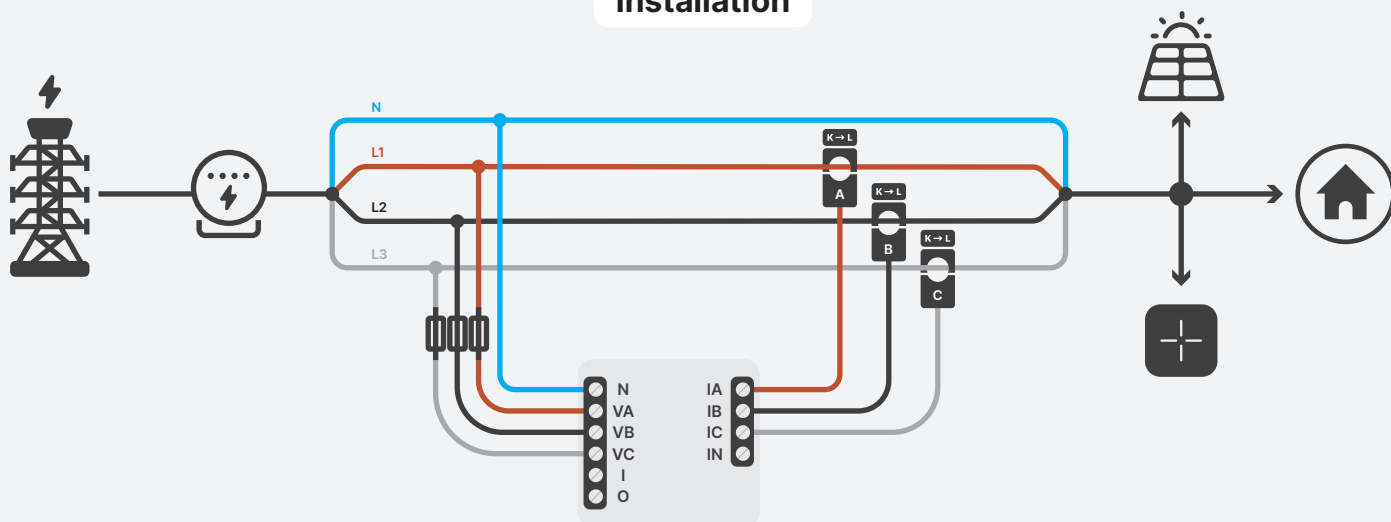 Installation
N
L1
L2
L3
K→L
A
K→L
B
K→L
C
N
VA
VB
VC
I
O
IA
IB
IC
IN